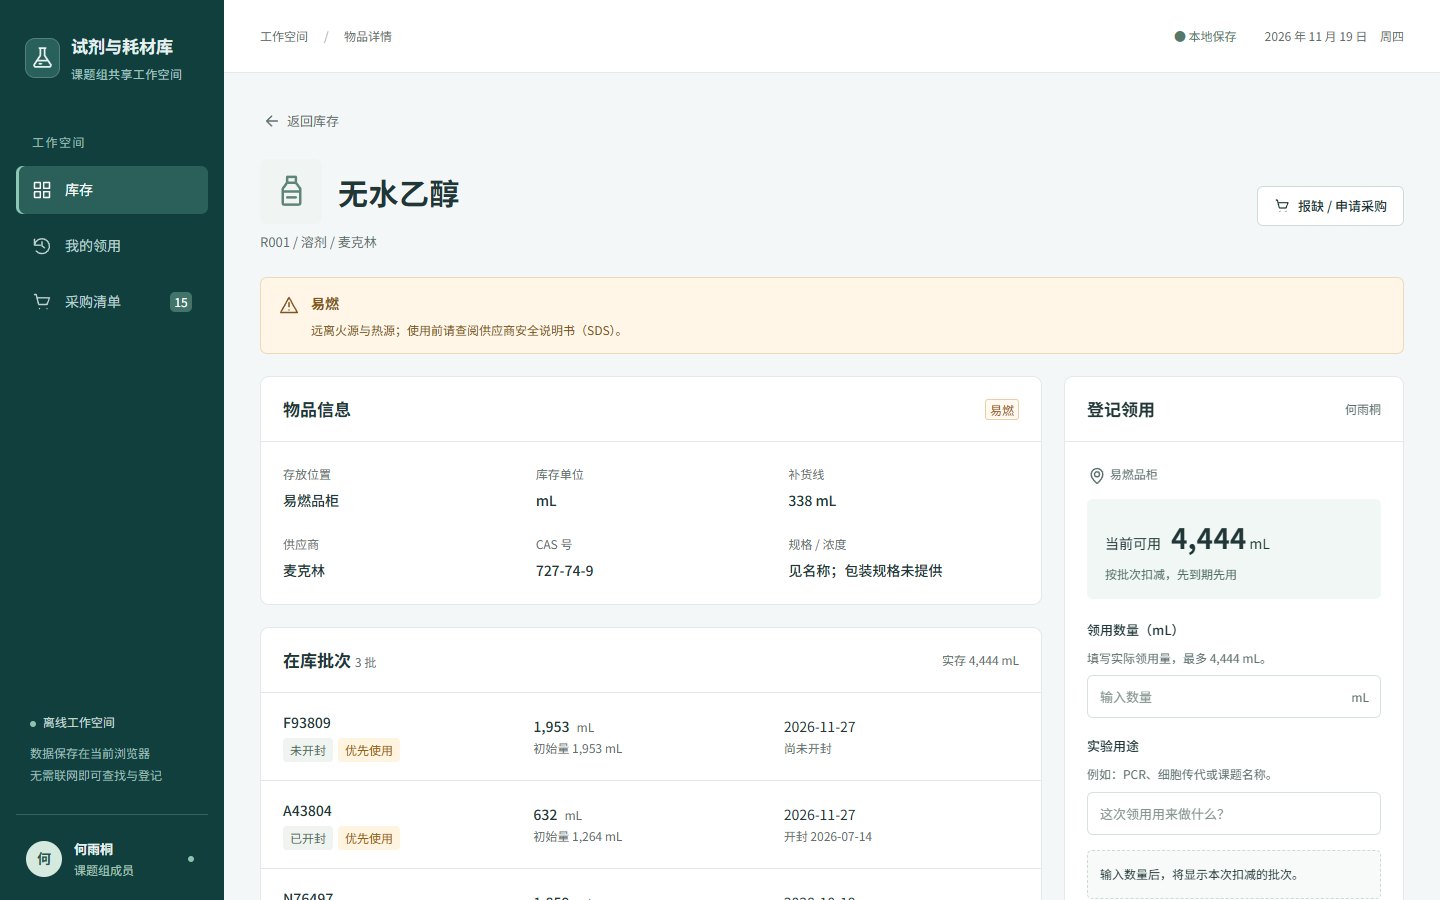 试剂与耗材库
课题组共享工作空间
工作空间
库存
我的领用
采购清单 15
离线工作空间
数据保存在当前浏览器
无需联网即可查找与登记
何
何雨桐
课题组成员
工作空间 / 物品详情
本地保存
2026 年 11 月 19 日 周四
返回库存
无水乙醇
R001 / 溶剂 / 麦克林
报缺 / 申请采购
易燃
远离火源与热源；使用前请查阅供应商安全说明书（SDS）。
物品信息
易燃
存放位置 库存单位 补货线
易燃品柜 mL 338 mL
供应商 CAS 号 规格 / 浓度
麦克林 727-74-9 见名称；包装规格未提供
在库批次 3 批
实存 4,444 mL
F93809 1,953 mL 2026-11-27
未开封 优先使用 初始量 1,953 mL 尚未开封
A43804 632 mL 2026-11-27
已开封 优先使用 初始量 1,264 mL 开封 2026-07-14
N76497
登记领用
何雨桐
易燃品柜
当前可用 4,444 mL
按批次扣减，先到期先用
领用数量（mL）
填写实际领用量，最多 4,444 mL。
输入数量 mL
实验用途
例如：PCR、细胞传代或课题名称。
这次领用用来做什么？
输入数量后，将显示本次扣减的批次。